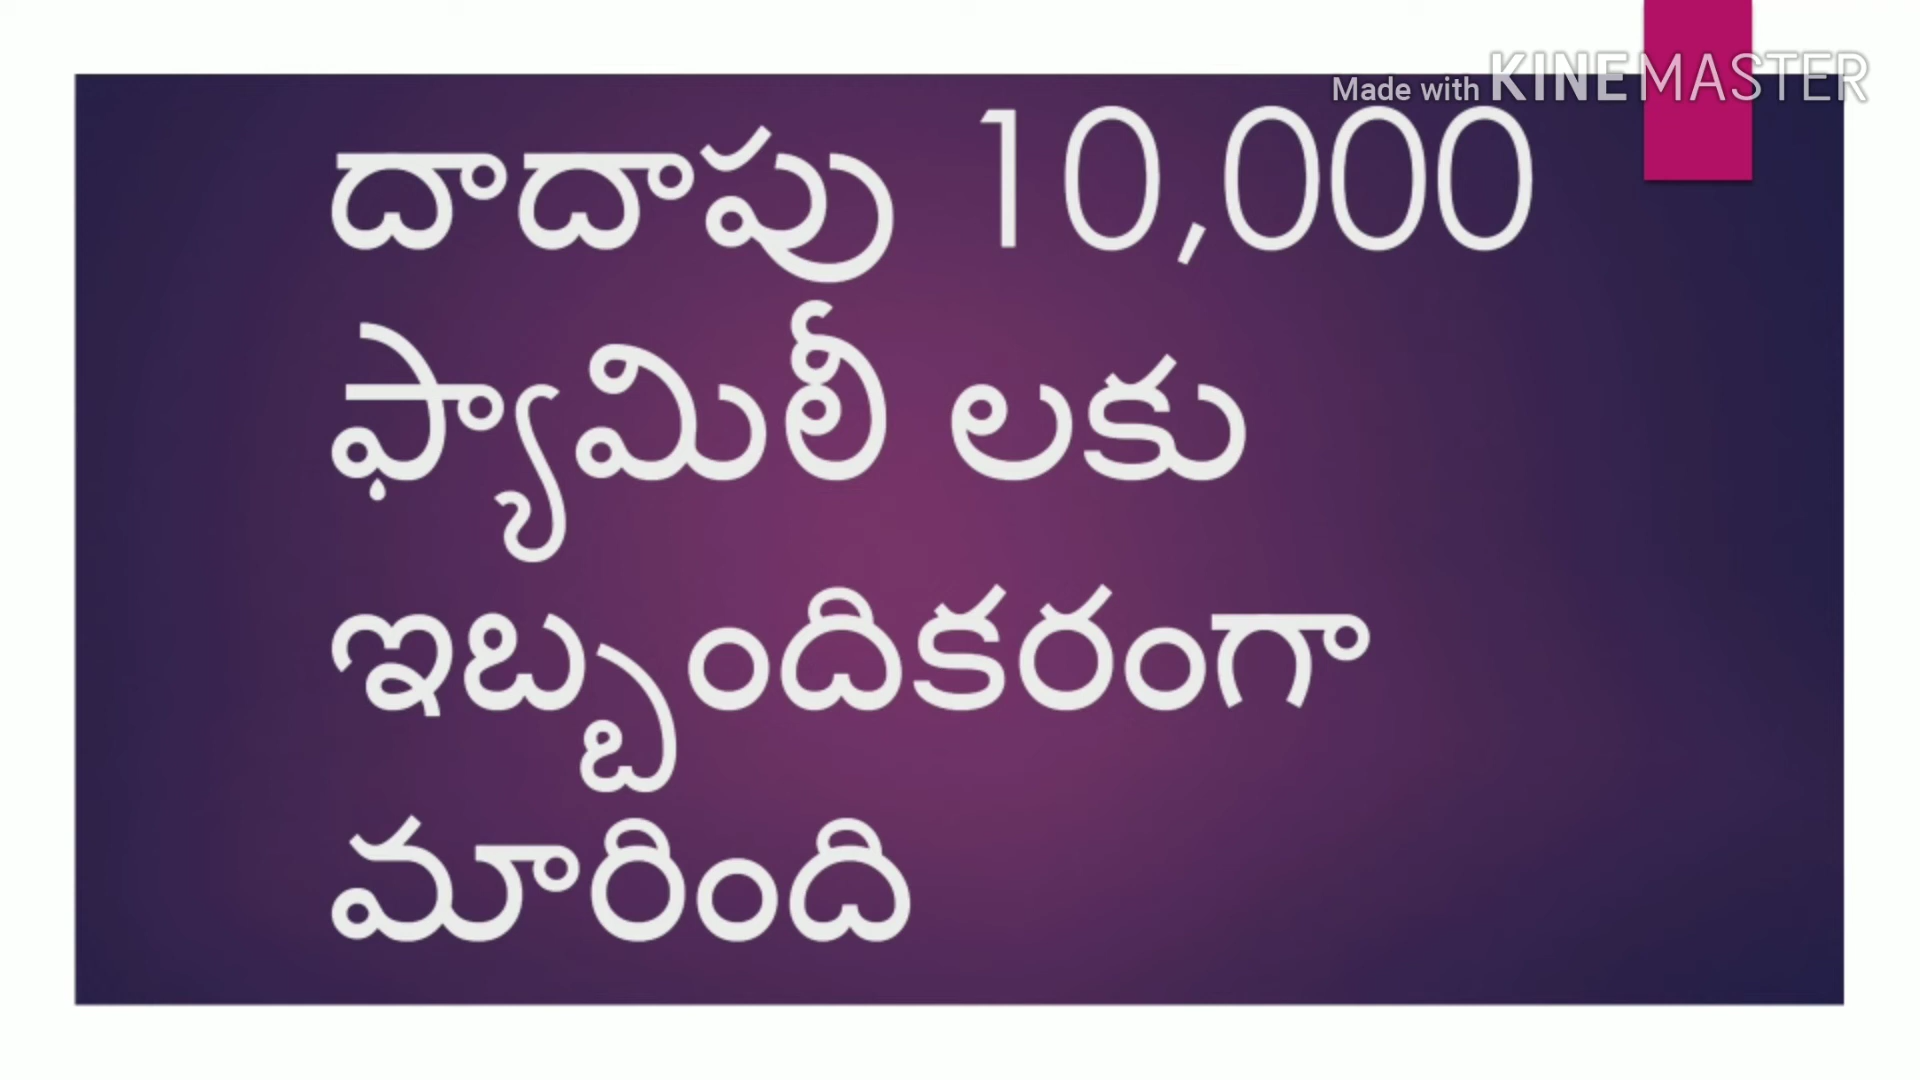 Made with KINEMASTER
దాదాపు 10,000
ఫ్యామిలీ లకు
ఇబ్బందికరంగా
మారింది